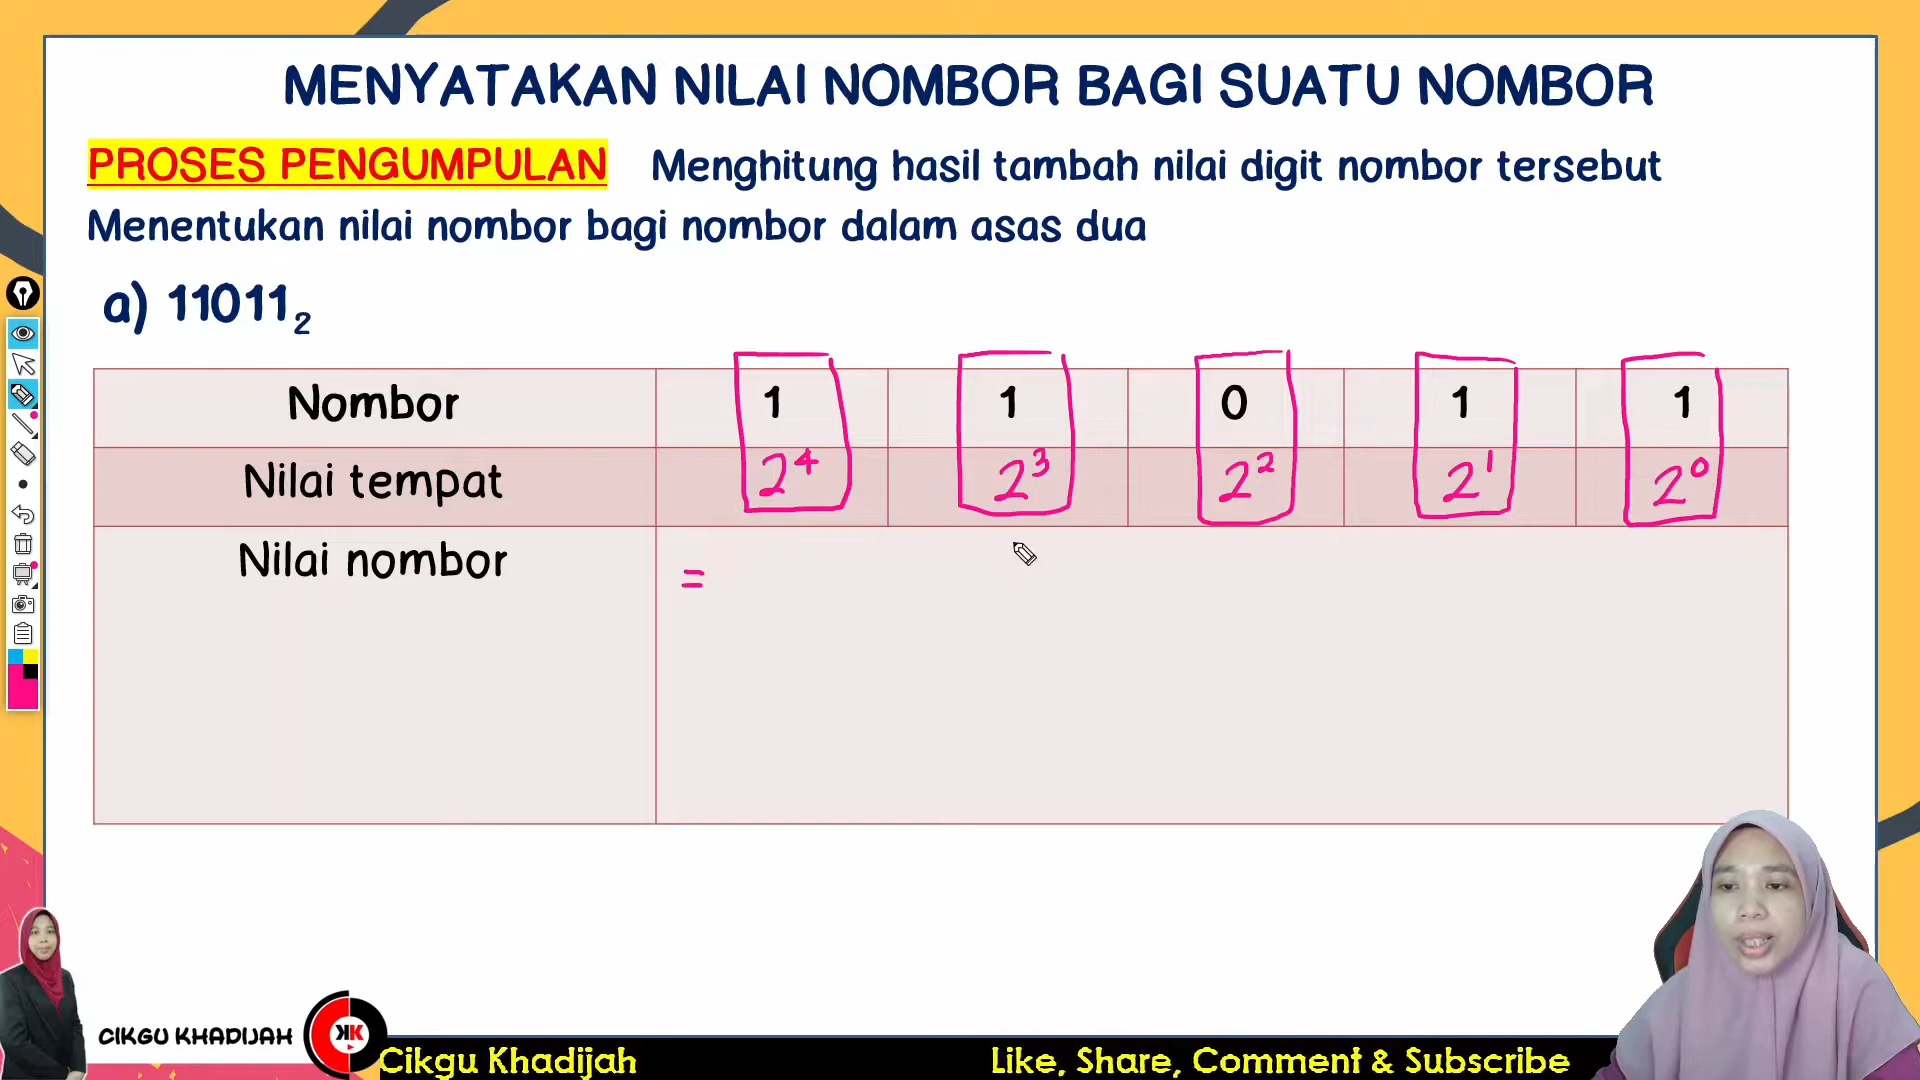 MENYATAKAN NILAI NOMBOR BAGI SUATU NOMBOR
PROSES PENGUMPULAN Menghitung hasil tambah nilai digit nombor tersebut
Menentukan nilai nombor bagi nombor dalam asas dua
a) 11011₂
Nombor 1 1 0 1 1
Nilai tempat 2⁴ 2³ 2² 2¹ 2⁰
Nilai nombor =
CIKGU KHADIJAH KK
Cikgu Khadijah Like, Share, Comment & Subscribe